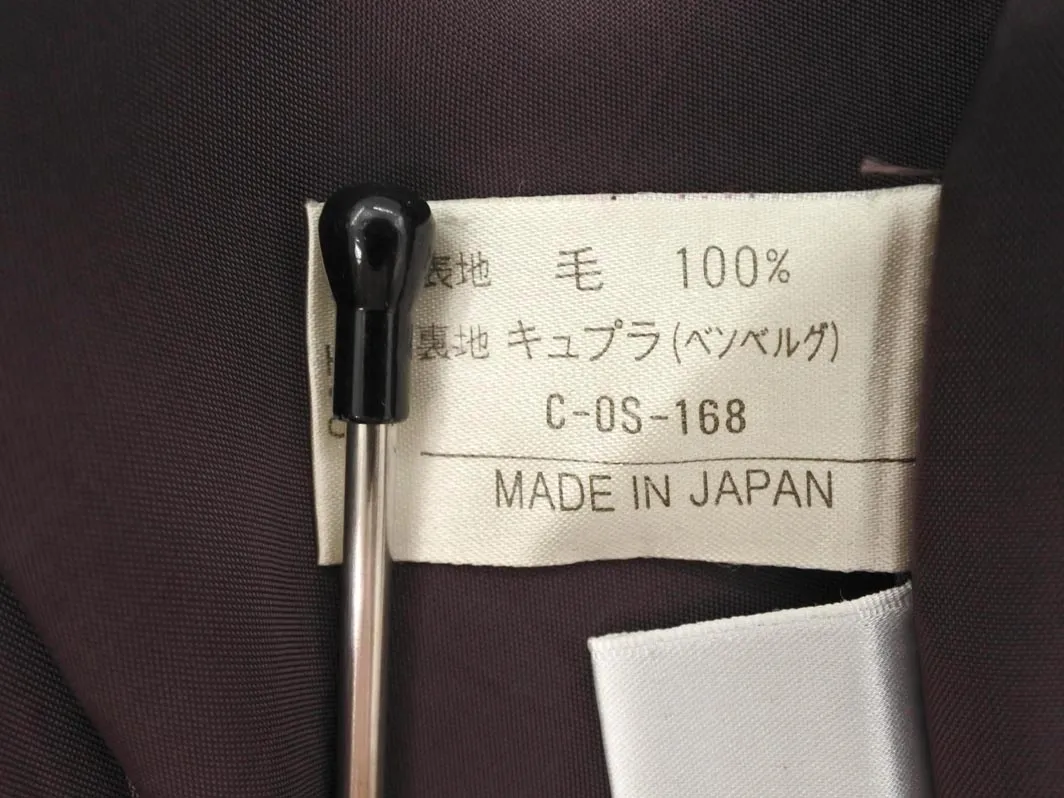 表地 毛 100%
裏地 キュプラ(ベンベルグ)
C-OS-168
MADE IN JAPAN